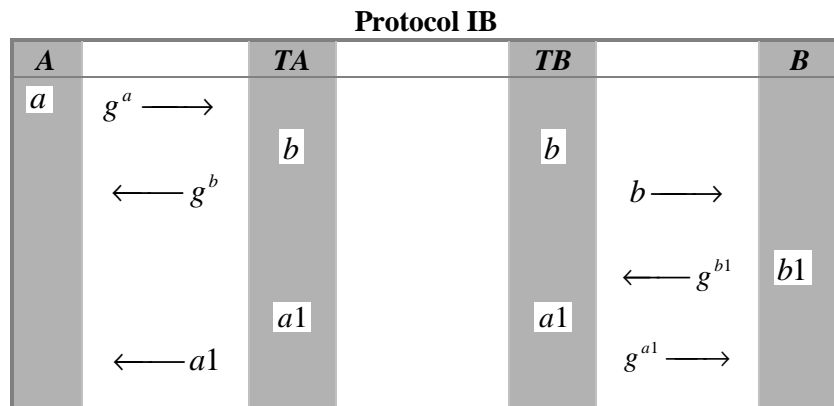 Protocol IB
A TA TB B
a g^a ⟶
b b
⟵ g^b b ⟶
⟵ g^{b1} b1
a1 a1
⟵ a1 g^{a1} ⟶